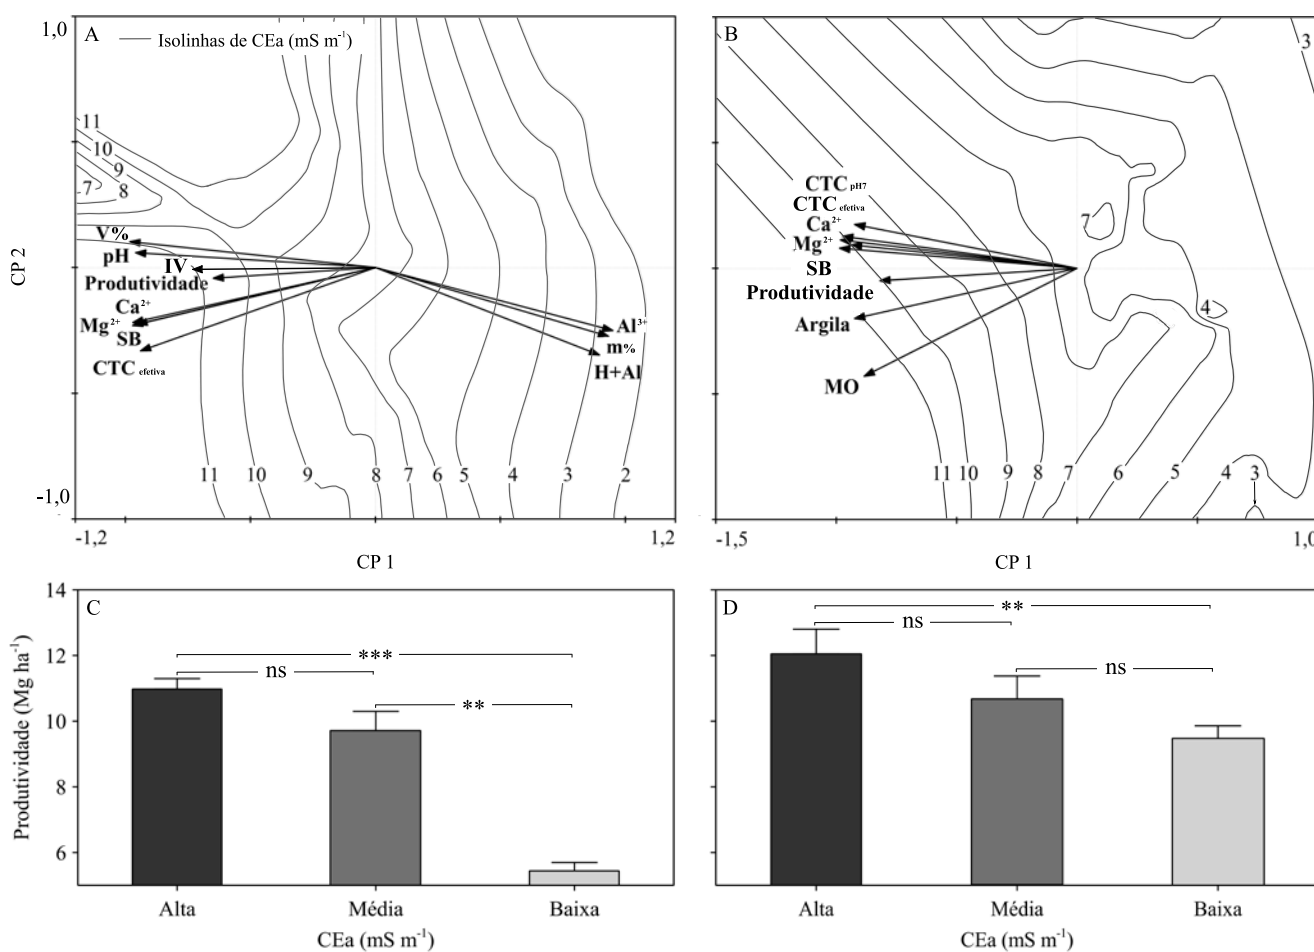 1,0
A
Isolinhas de CEa (mS m⁻¹)
11
10
9
7
8
V%
pH
IV
Produtividade
Ca²⁺
Mg²⁺
SB
CTC efetiva
Al³⁺
m%
H+Al
11 10 9 8 7 6 5 4 3 2
CP 2
-1,0
-1,2
1,2
CP 1
B
3
CTC pH7
CTC efetiva
Ca²⁺
Mg²⁺
SB
Produtividade
Argila
MO
7
4
11 10 9 8 7 6 5 4 3
-1,5
1,0
CP 1
Produtividade (Mg ha⁻¹)
14
12
10
8
6
C
***
ns
**
Alta Média Baixa
CEa (mS m⁻¹)
D
**
ns
ns
Alta Média Baixa
CEa (mS m⁻¹)